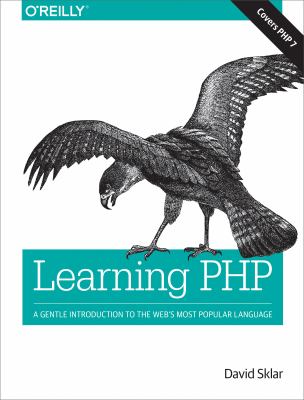 O'REILLY®
Covers PHP 7
Learning PHP
A GENTLE INTRODUCTION TO THE WEB'S MOST POPULAR LANGUAGE
David Sklar